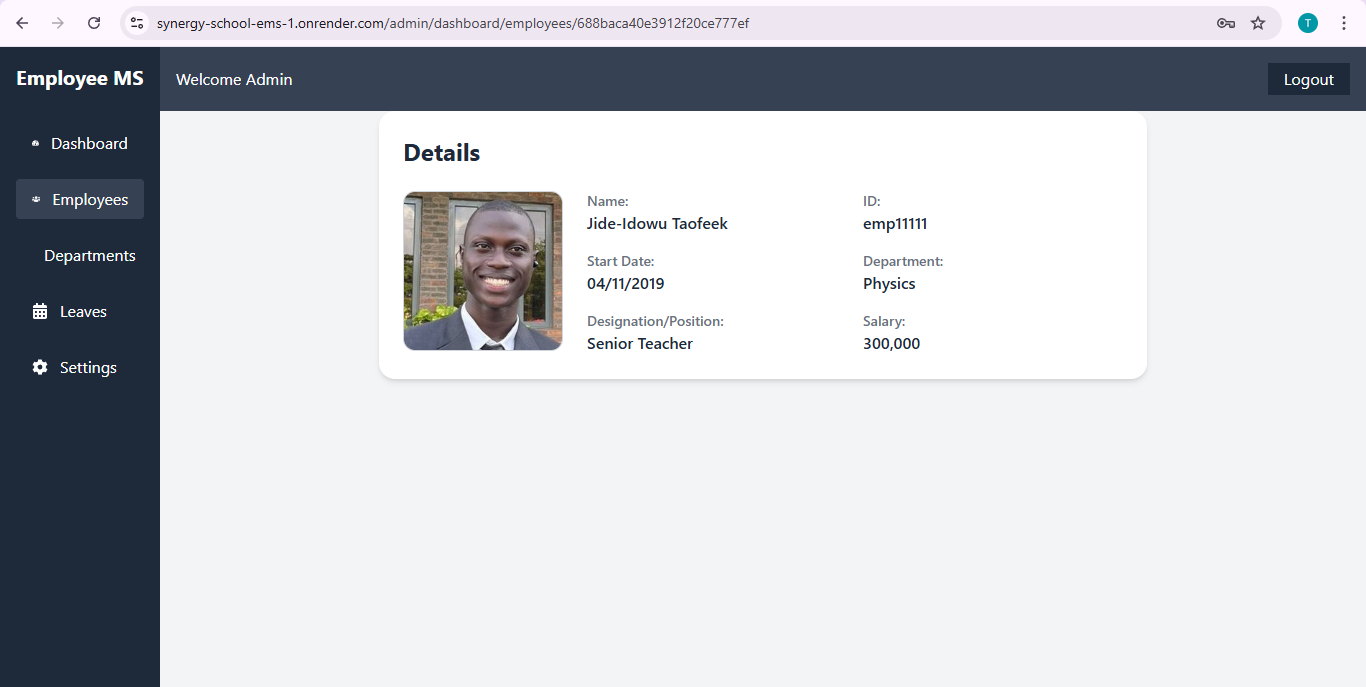 synergy-school-ems-1.onrender.com/admin/dashboard/employees/688baca40e3912f20ce777ef
T
Employee MS
Welcome Admin
Logout
Dashboard
Employees
Departments
Leaves
Settings
Details
Name:
Jide-Idowu Taofeek
ID:
emp11111
Start Date:
04/11/2019
Department:
Physics
Designation/Position:
Senior Teacher
Salary:
300,000